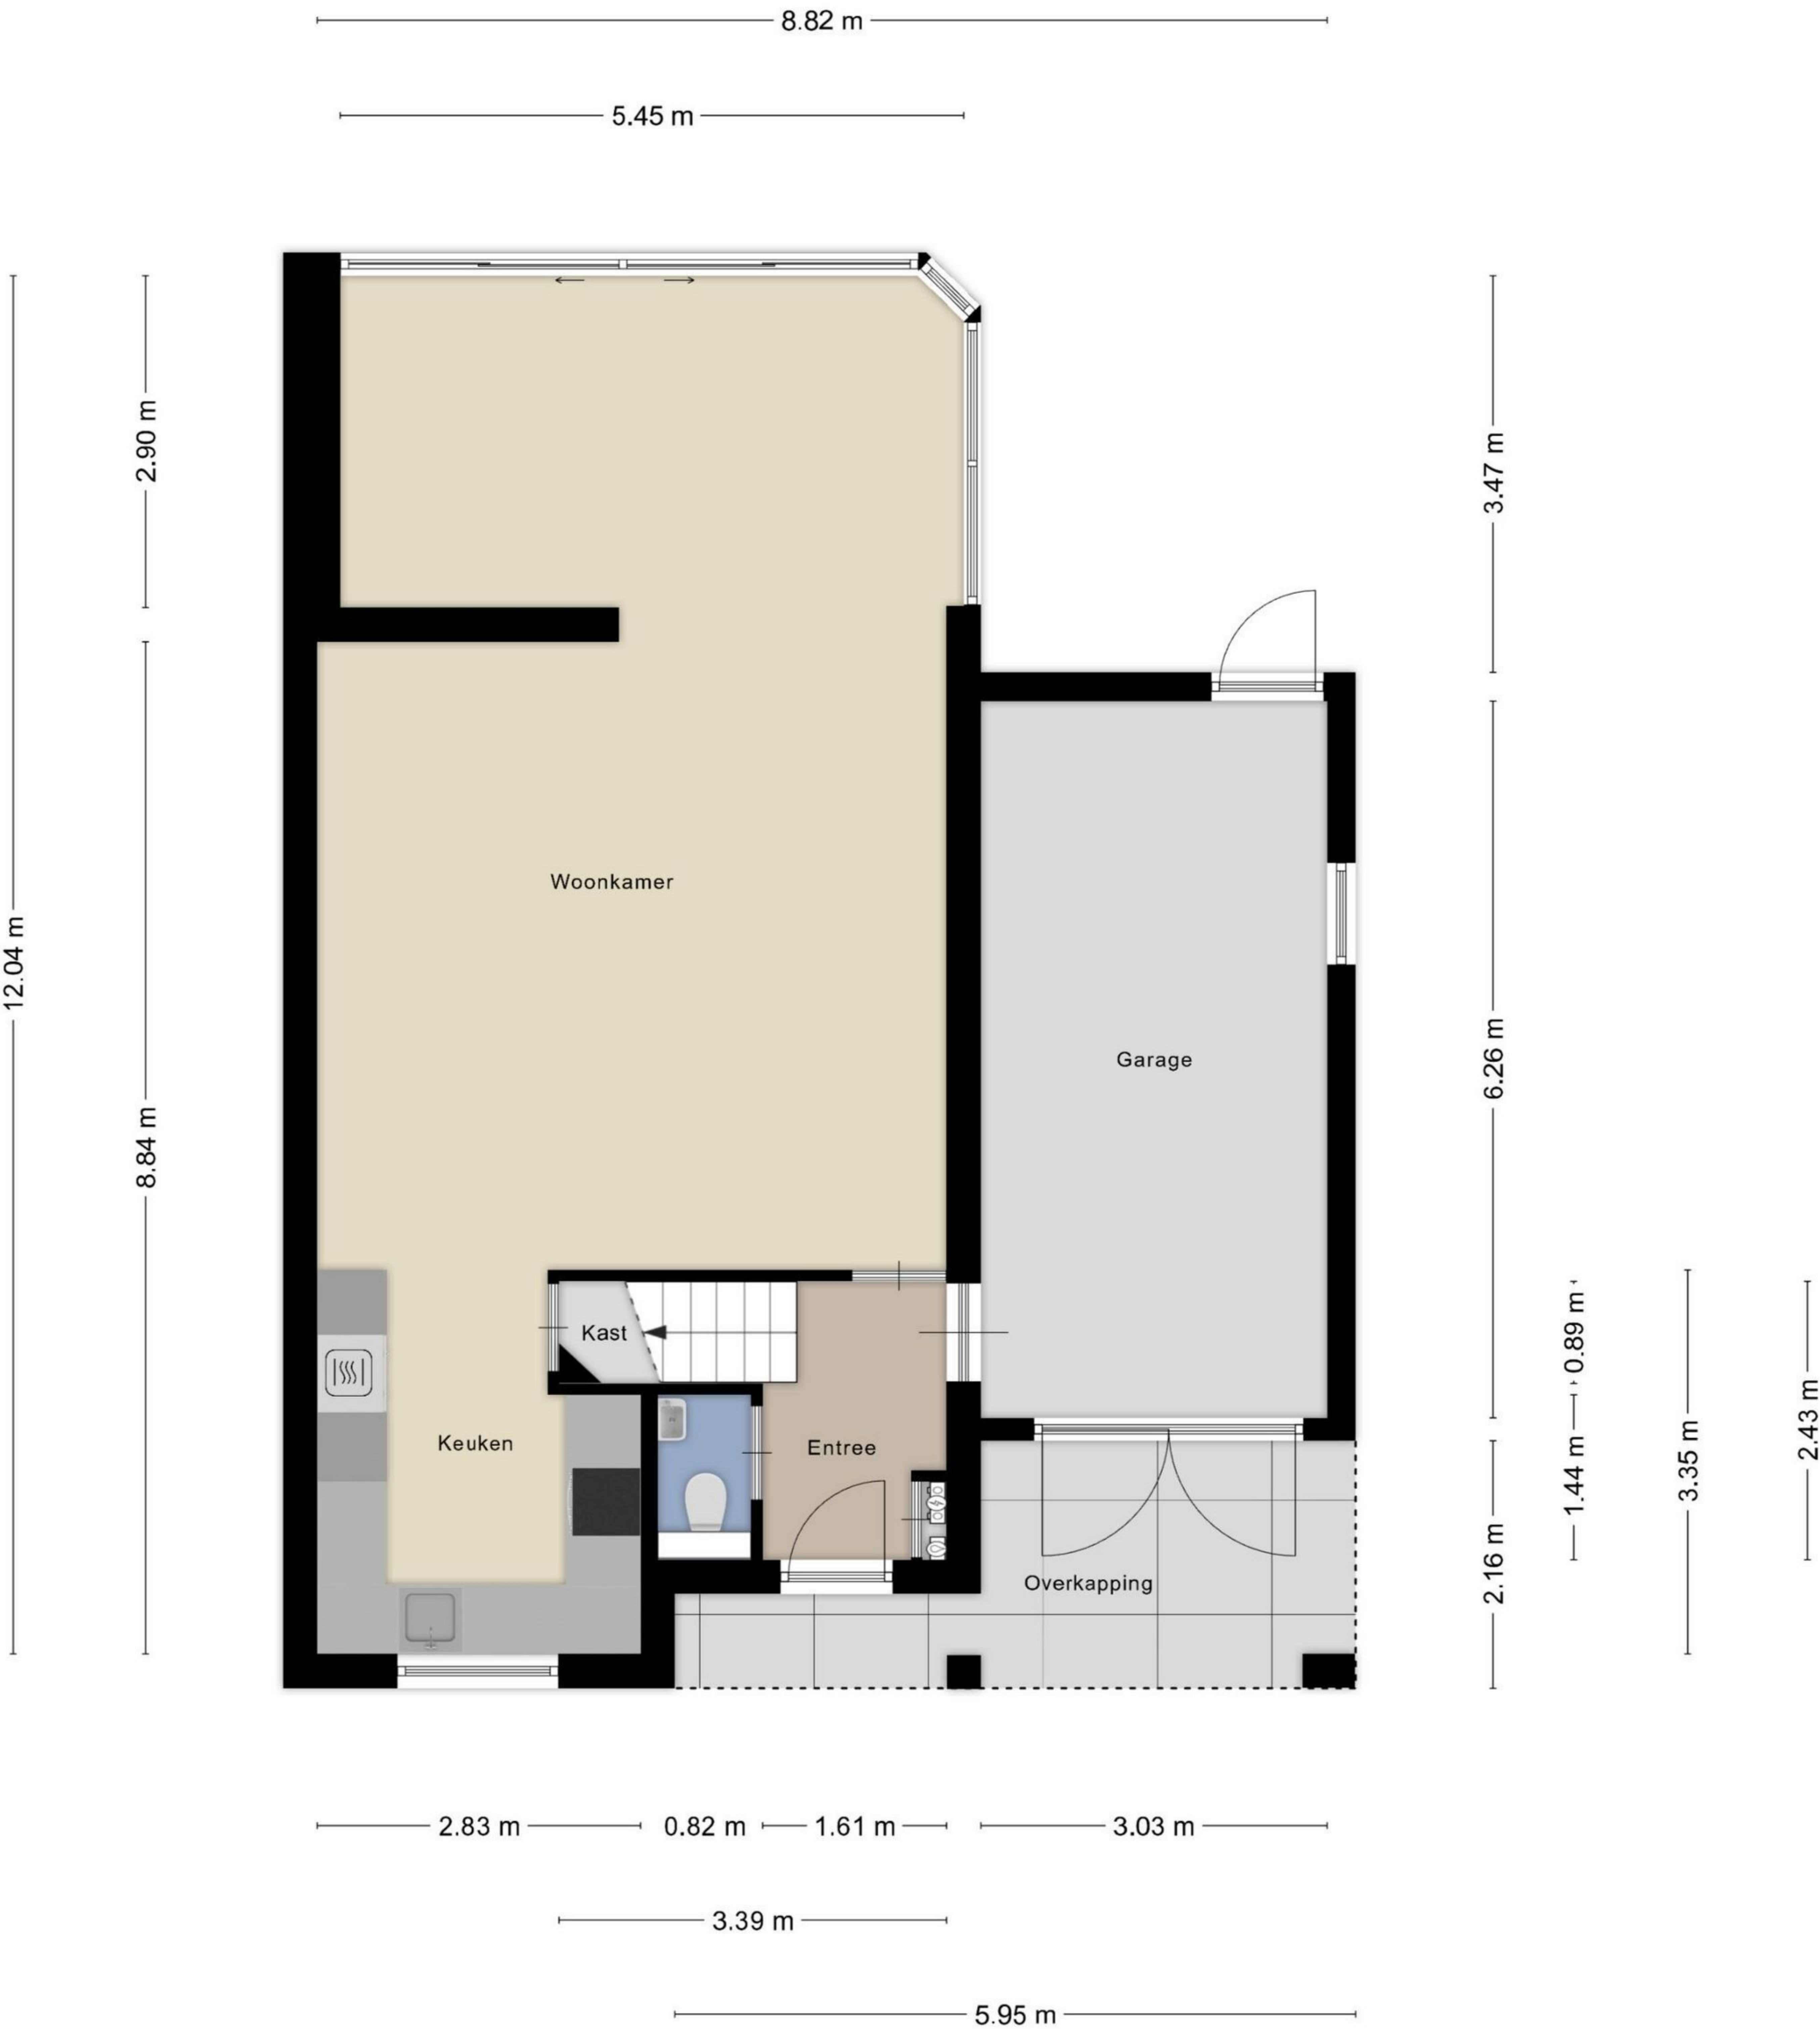 8.82 m
5.45 m
2.90 m
3.47 m
12.04 m
8.84 m
Woonkamer
Garage
6.26 m
Kast
0.89 m
Keuken
Entree
1.44 m
3.35 m
2.43 m
Overkapping
2.16 m
2.83 m
0.82 m
1.61 m
3.03 m
3.39 m
5.95 m